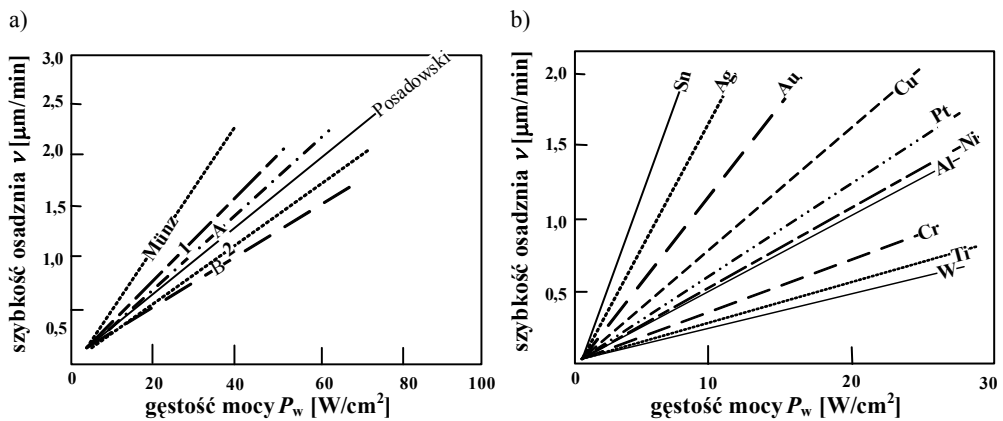 a)
szybkość osadznia ν [μm/min]
3,0
2,5
2,0
1,5
1,0
0,5
Münz
1
A
Posadowski
2
B
0 20 40 60 80 100
gęstość mocy Pw [W/cm²]
b)
szybkość osadznia ν [μm/min]
2,0
1,5
1,0
0,5
Sn
Ag
Au
Cu
Pt
Ni
Al
Cr
Ti
W
0 10 20 30
gęstość mocy Pw [W/cm²]